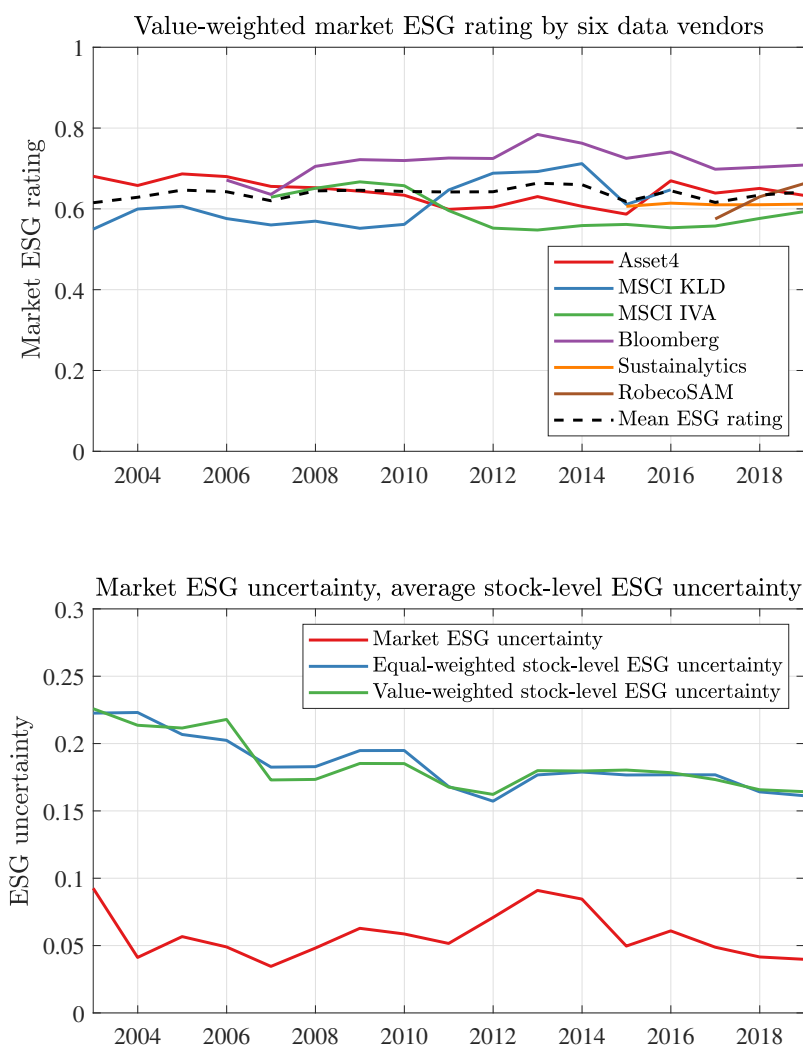 Value-weighted market ESG rating by six data vendors
1
0.8
0.6
0.4
0.2
0
Market ESG rating
Asset4
MSCI KLD
MSCI IVA
Bloomberg
Sustainalytics
RobecoSAM
Mean ESG rating
2004 2006 2008 2010 2012 2014 2016 2018
Market ESG uncertainty, average stock-level ESG uncertainty
0.3
0.25
0.2
0.15
0.1
0.05
0
ESG uncertainty
Market ESG uncertainty
Equal-weighted stock-level ESG uncertainty
Value-weighted stock-level ESG uncertainty
2004 2006 2008 2010 2012 2014 2016 2018